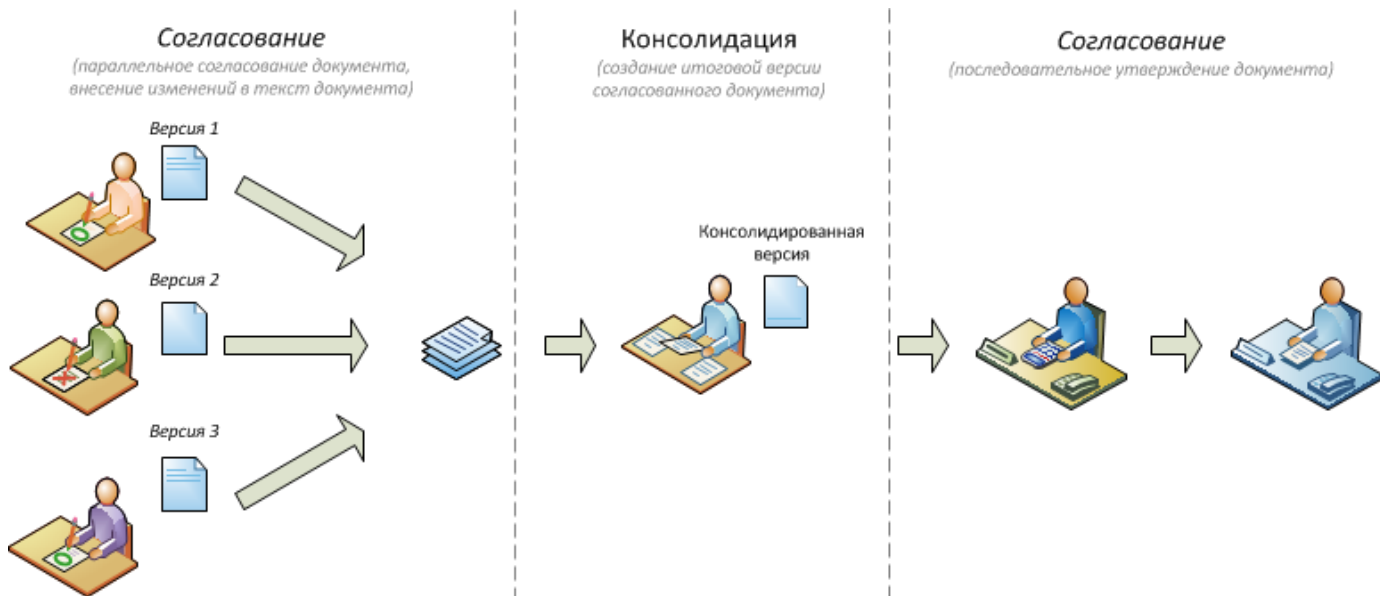 Согласование
(параллельное согласование документа,
внесение изменений в текст документа)
Версия 1
Версия 2
Версия 3
Консолидация
(создание итоговой версии
согласованного документа)
Консолидированная
версия
Согласование
(последовательное утверждение документа)